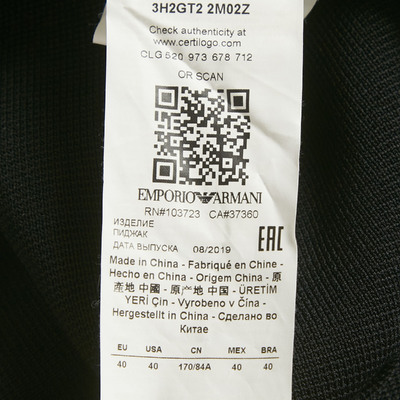 3H2GT2 2M02Z
Check authenticity at
www.certilogo.com
CLG 520 973 678 712
OR SCAN
EMPORIO ARMANI
RN#103723 CA#37360
ИЗДЕЛИЕ
ПИДЖАК
ДАТА ВЫПУСКА 08/2019
EAC
Made in China - Fabriqué en Chine -
Hecho en China - Origem China - 原
產地 中國 - 原产地 中国 - ÜRETİM
YERİ Çin - Vyrobeno v Čína -
Hergestellt in China - Сделано во
Китае
EU USA CN MEX BRA
40 40 170/84A 40 40